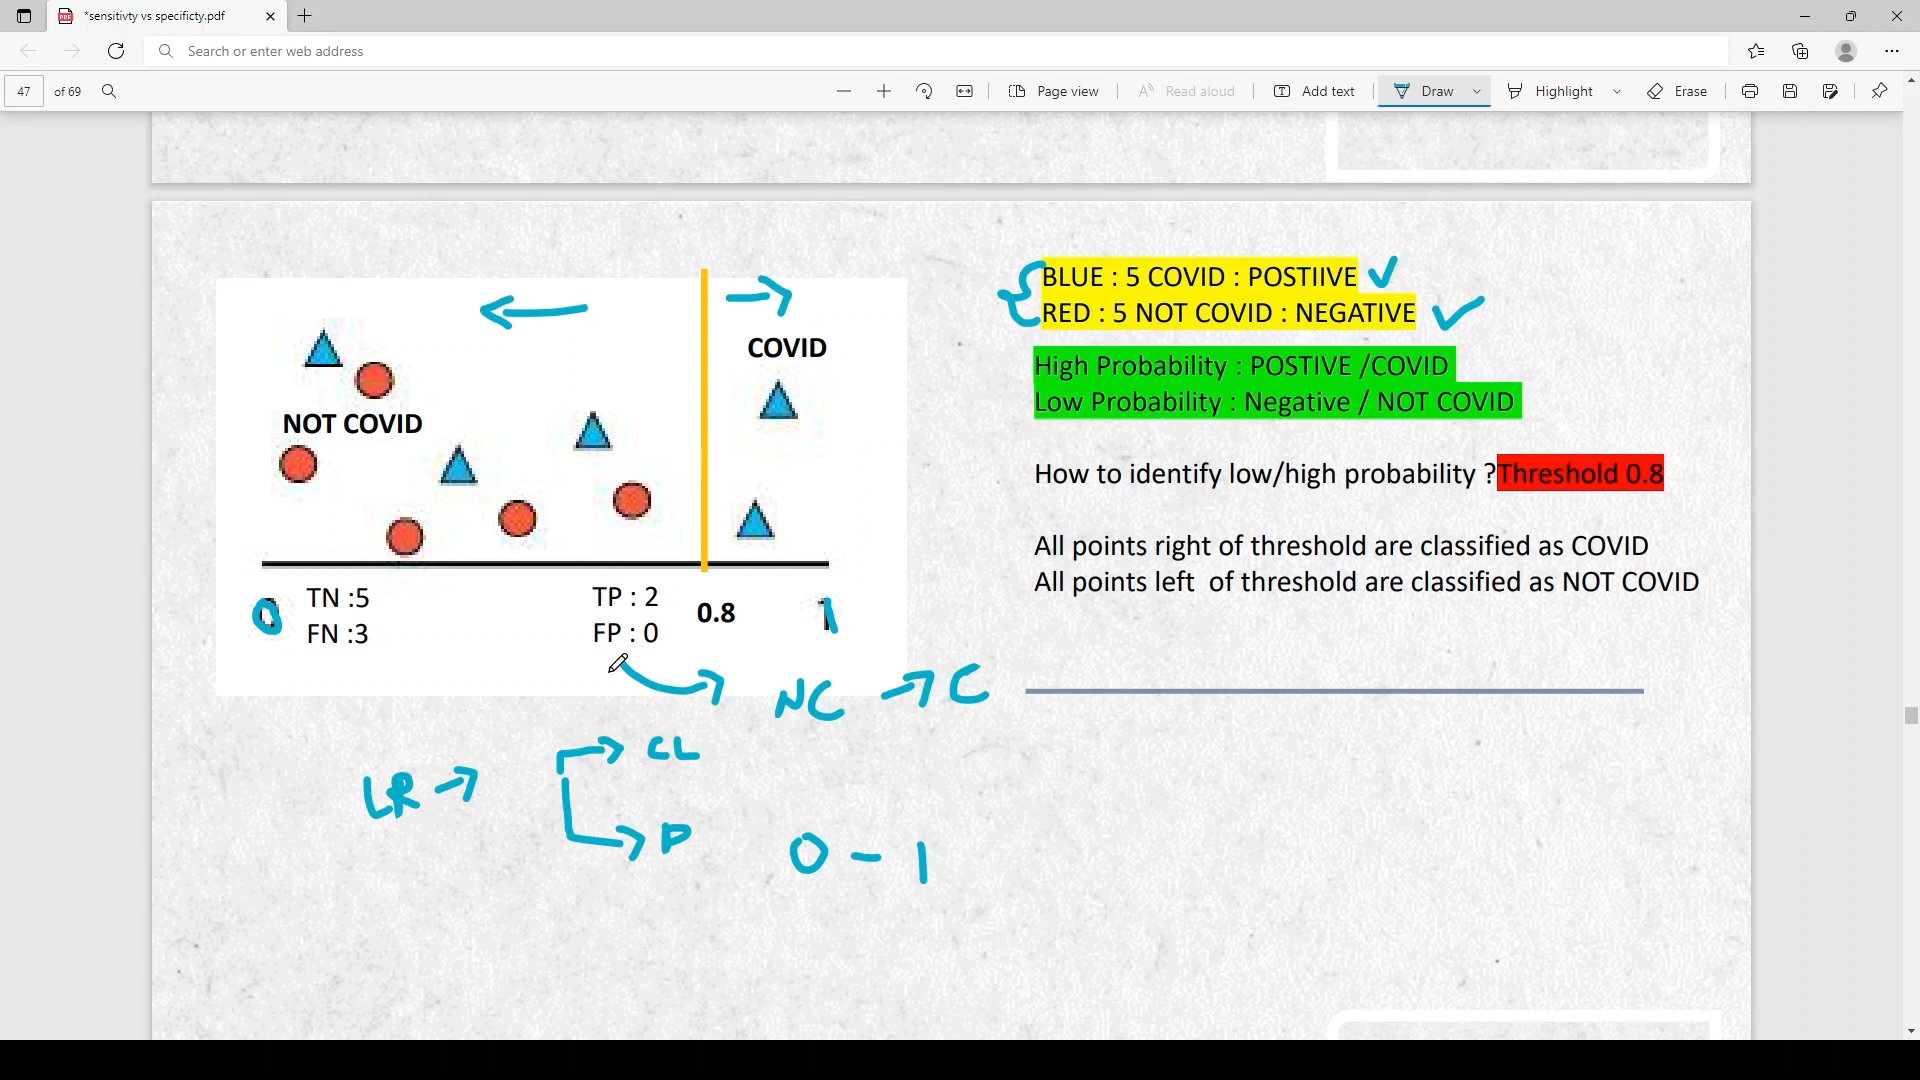 *sensitivty vs specificty.pdf
Search or enter web address
47 of 69
Page view
Read aloud
Add text
Draw
Highlight
Erase
BLUE : 5 COVID : POSTIIVE
RED : 5 NOT COVID : NEGATIVE
High Probability : POSTIVE /COVID
Low Probability : Negative / NOT COVID
How to identify low/high probability ?Threshold 0.8
All points right of threshold are classified as COVID
All points left of threshold are classified as NOT COVID
COVID
NOT COVID
TN :5
FN :3
TP : 2
FP : 0
0
0.8
1
NC → C
LR →
CL
P
0 - 1